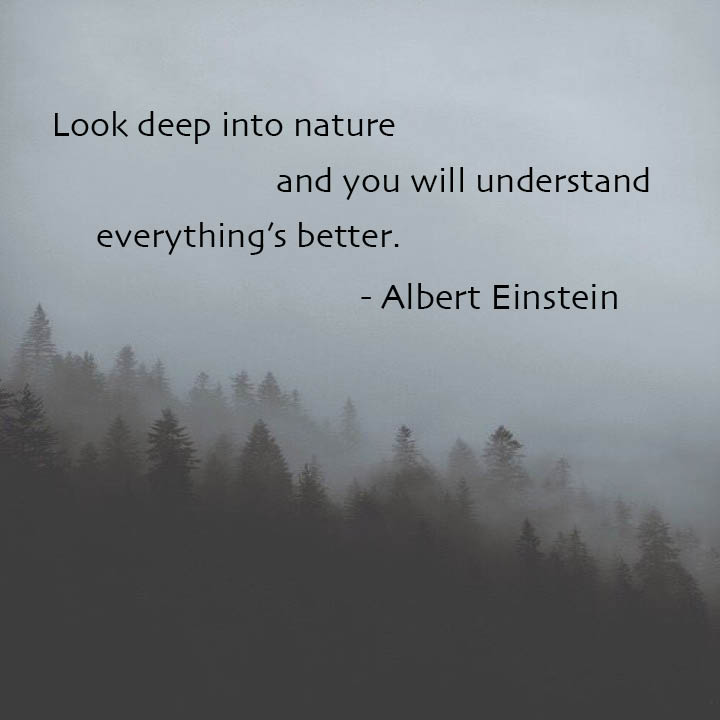 Look deep into nature
and you will understand
everything’s better.
- Albert Einstein